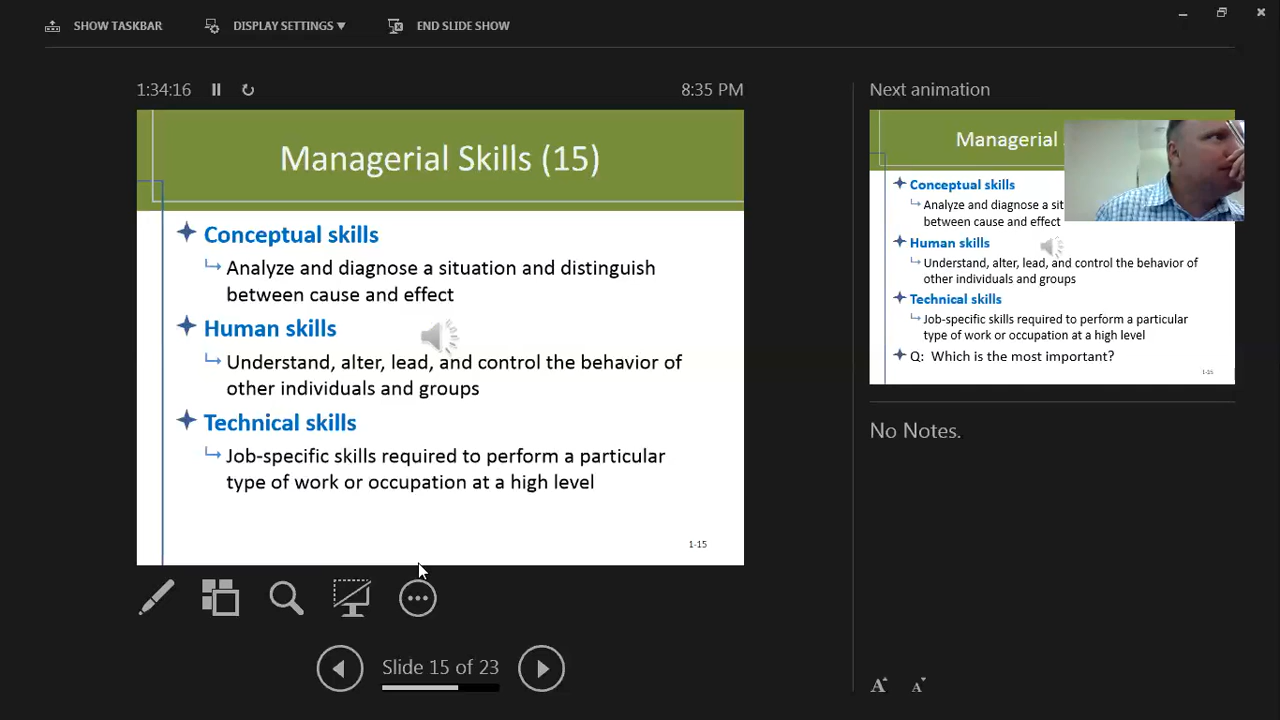 SHOW TASKBAR
DISPLAY SETTINGS ▼
END SLIDE SHOW
1:34:16
8:35 PM
Managerial Skills (15)
Conceptual skills
Analyze and diagnose a situation and distinguish
between cause and effect
Human skills
Understand, alter, lead, and control the behavior of
other individuals and groups
Technical skills
Job-specific skills required to perform a particular
type of work or occupation at a high level
1-15
Slide 15 of 23
Next animation
Managerial
Conceptual skills
Analyze and diagnose a sit
between cause and effect
Human skills
Understand, alter, lead, and control the behavior of
other individuals and groups
Technical skills
Job-specific skills required to perform a particular
type of work or occupation at a high level
Q: Which is the most important?
1-15
No Notes.
A A